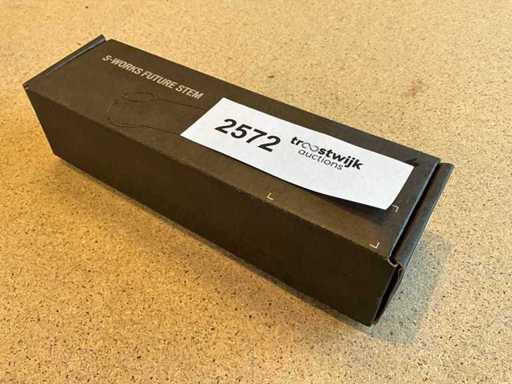 S-WORKS FUTURE STEM
2572
troostwijk
auctions